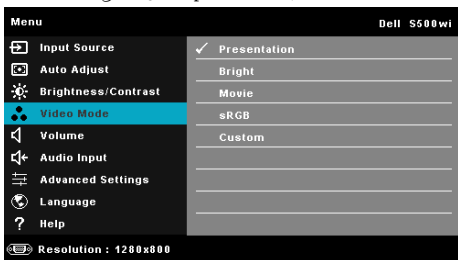 Menu Dell S500wi
Input Source
Auto Adjust
Brightness/Contrast
Video Mode
Volume
Audio Input
Advanced Settings
Language
? Help
✓ Presentation
Bright
Movie
sRGB
Custom
Resolution : 1280x800